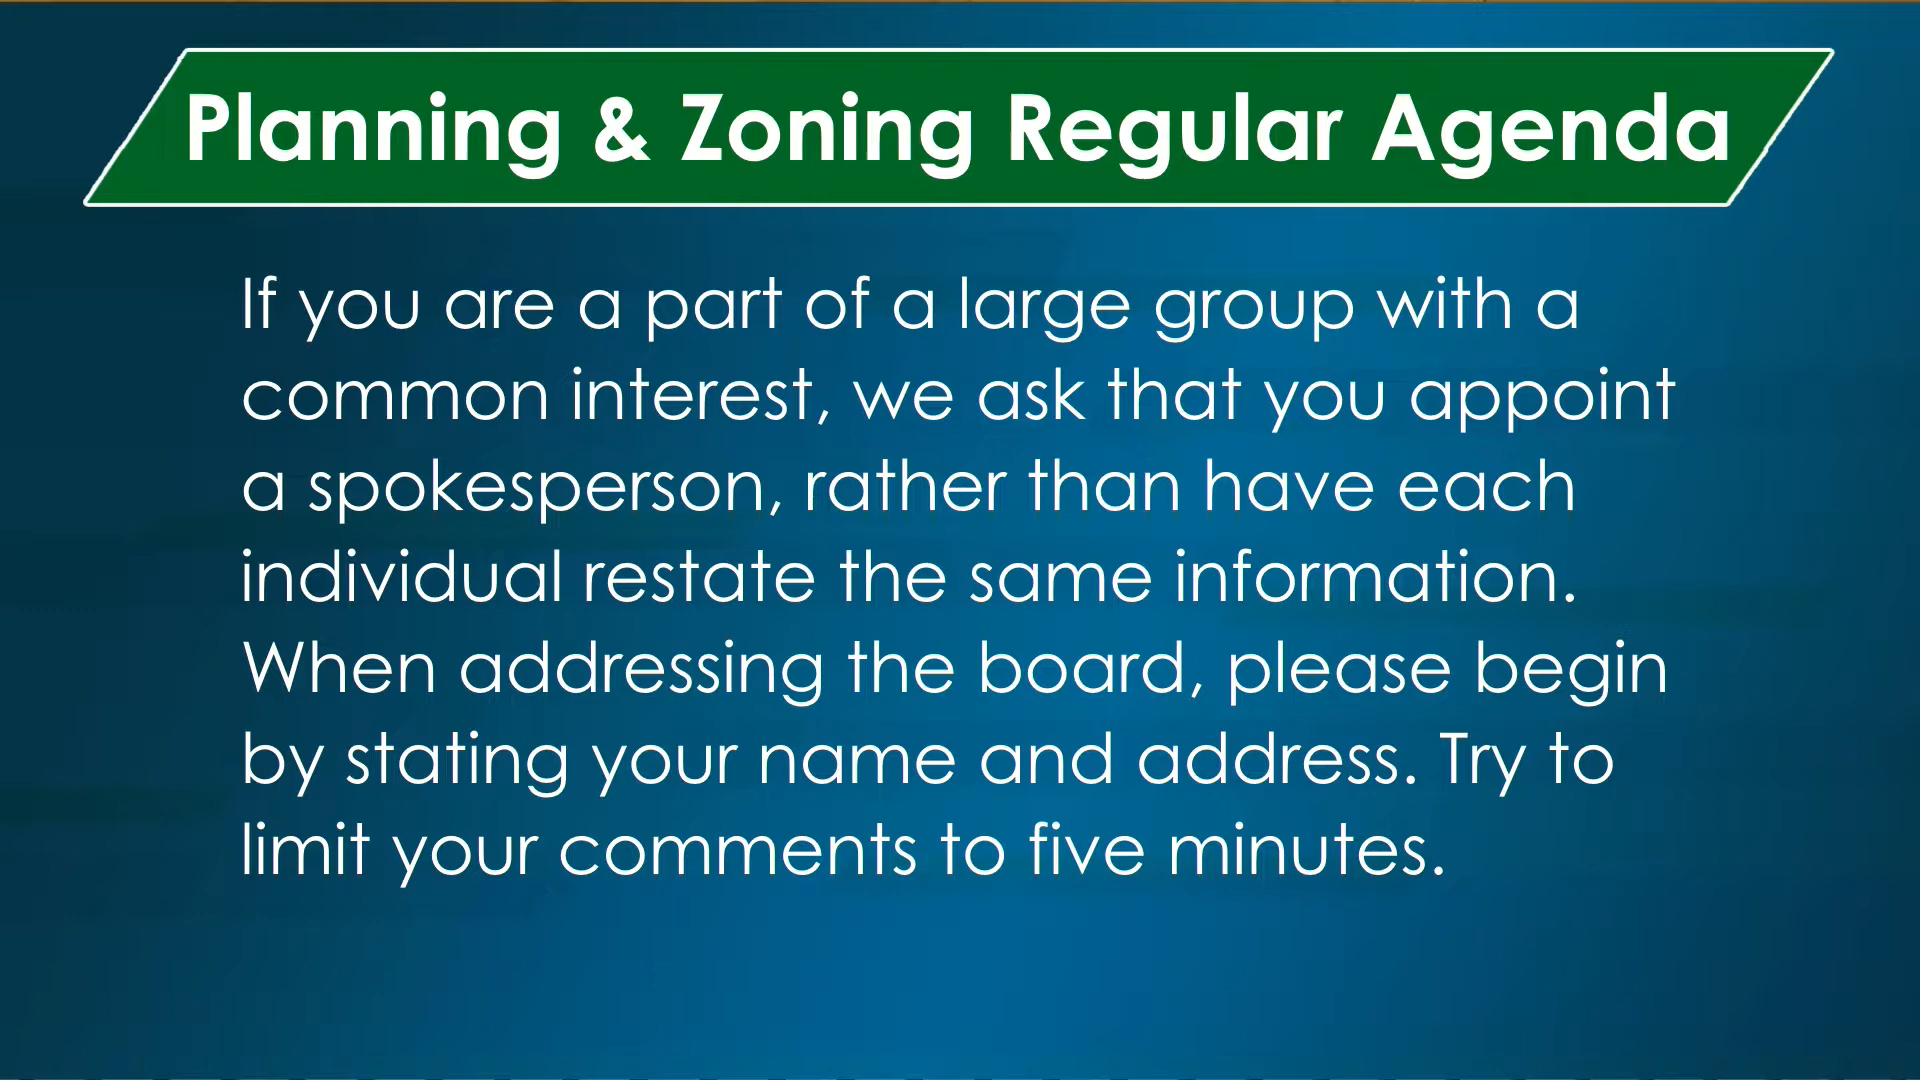 Planning & Zoning Regular Agenda
If you are a part of a large group with a
common interest, we ask that you appoint
a spokesperson, rather than have each
individual restate the same information.
When addressing the board, please begin
by stating your name and address. Try to
limit your comments to five minutes.